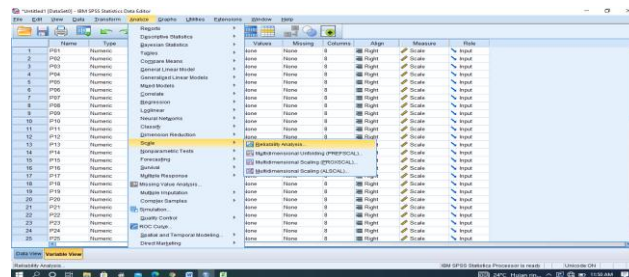 *Untitled1 [DataSet0] - IBM SPSS Statistics Data Editor
File Edit View Data Transform Analyze Graphs Utilities Extensions Window Help
Reports
Descriptive Statistics
Bayesian Statistics
Tables
Compare Means
General Linear Model
Generalized Linear Models
Mixed Models
Correlate
Regression
Loglinear
Neural Networks
Classify
Dimension Reduction
Scale
Nonparametric Tests
Forecasting
Survival
Multiple Response
Missing Value Analysis...
Multiple Imputation
Complex Samples
Simulation...
Quality Control
ROC Curve...
Spatial and Temporal Modeling...
Direct Marketing
Reliability Analysis...
Multidimensional Unfolding (PREFSCAL)...
Multidimensional Scaling (PROXSCAL)...
Multidimensional Scaling (ALSCAL)...
Name Type Values Missing Columns Align Measure Role
1 P01 Numeric None None 8 Right Scale Input
2 P02 Numeric None None 8 Right Scale Input
3 P03 Numeric None None 8 Right Scale Input
4 P04 Numeric None None 8 Right Scale Input
5 P05 Numeric None None 8 Right Scale Input
6 P06 Numeric None None 8 Right Scale Input
7 P07 Numeric None None 8 Right Scale Input
8 P08 Numeric None None 8 Right Scale Input
9 P09 Numeric None None 8 Right Scale Input
10 P10 Numeric None None 8 Right Scale Input
11 P11 Numeric None None 8 Right Scale Input
12 P12 Numeric None None 8 Right Scale Input
13 P13 Numeric Scale Input
14 P14 Numeric Scale Input
15 P15 Numeric Scale Input
16 P16 Numeric None None 8 Right Scale Input
17 P17 Numeric None None 8 Right Scale Input
18 P18 Numeric None None 8 Right Scale Input
19 P19 Numeric None None 8 Right Scale Input
20 P20 Numeric None None 8 Right Scale Input
21 P21 Numeric None None 8 Right Scale Input
22 P22 Numeric None None 8 Right Scale Input
23 P23 Numeric None None 8 Right Scale Input
24 P24 Numeric None None 8 Right Scale Input
25 P25 Numeric None None 8 Right Scale Input
Data View Variable View
Reliability Analysis... IBM SPSS Statistics Processor is ready Unicode:ON
24°C Hujan rin... 11:58 AM